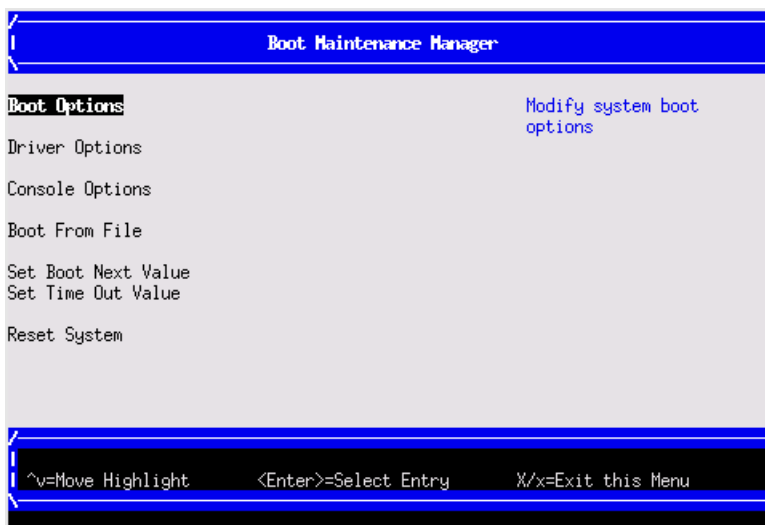 Boot Maintenance Manager
Boot Options
Modify system boot
options
Driver Options
Console Options
Boot From File
Set Boot Next Value
Set Time Out Value
Reset System
^v=Move Highlight <Enter>=Select Entry X/x=Exit this Menu